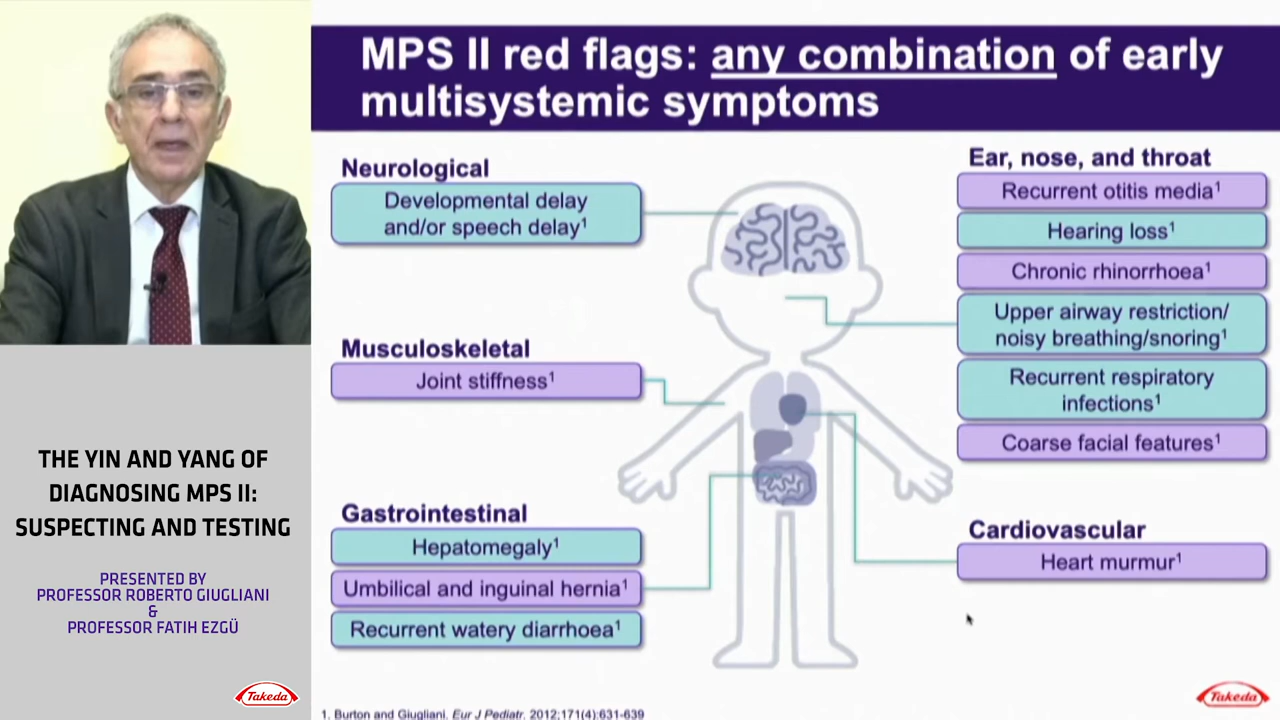 MPS II red flags: any combination of early
multisystemic symptoms
Neurological
Developmental delay
and/or speech delay¹
Musculoskeletal
Joint stiffness¹
Gastrointestinal
Hepatomegaly¹
Umbilical and inguinal hernia¹
Recurrent watery diarrhoea¹
Ear, nose, and throat
Recurrent otitis media¹
Hearing loss¹
Chronic rhinorrhoea¹
Upper airway restriction/
noisy breathing/snoring¹
Recurrent respiratory
infections¹
Coarse facial features¹
Cardiovascular
Heart murmur¹
1. Burton and Giugliani. Eur J Pediatr. 2012;171(4):631-639
Takeda
THE YIN AND YANG OF
DIAGNOSING MPS II:
SUSPECTING AND TESTING
PRESENTED BY
PROFESSOR ROBERTO GIUGLIANI
&
PROFESSOR FATIH EZGÜ
Takeda